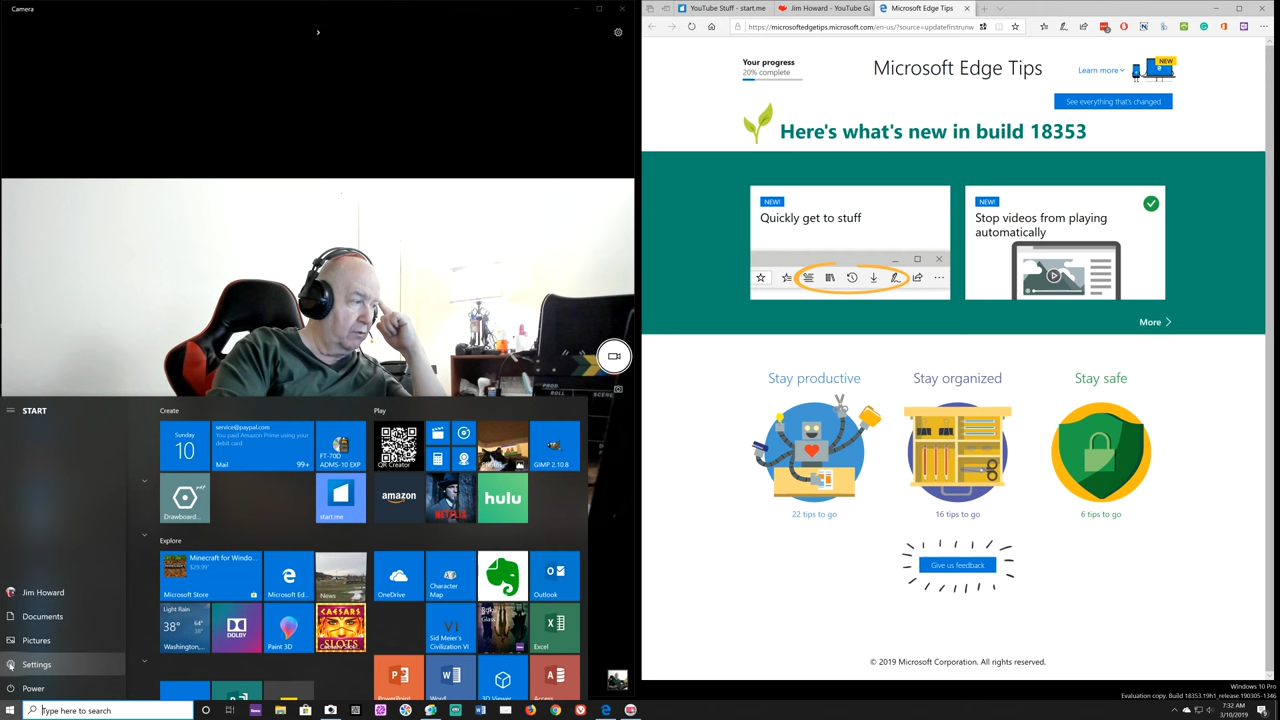 Camera
START
Create
Play
Sunday
10
service@paypal.com
You paid Amazon Prime using your
debit card
Mail
99+
FT-70D
ADMS-10 EXP
QR Creator
GIMP 2.10.8
Drawboard...
start.me
amazon
NETFLIX
hulu
Explore
Minecraft for Windo...
$29.99*
Microsoft Store
Microsoft Ed...
News
OneDrive
Character
Map
Outlook
Light Rain
38°
64°
38°
Washington,...
DOLBY
Paint 3D
CAESARS
SLOTS
Sid Meier's
Civilization VI
Excel
PowerPoint
Word
3D Viewer
Access
Jim Howard
Documents
Pictures
Settings
Power
Type here to search
YouTube Stuff - start.me
Jim Howard - YouTube Ga
Microsoft Edge Tips
https://microsoftedgetips.microsoft.com/en-us/?source=updatefirstrunw
Your progress
20% complete
Microsoft Edge Tips
Learn more
NEW
See everything that's changed
Here's what's new in build 18353
NEW!
Quickly get to stuff
NEW!
Stop videos from playing
automatically
More
Stay productive
Stay organized
Stay safe
22 tips to go
16 tips to go
6 tips to go
Give us feedback
© 2019 Microsoft Corporation. All rights reserved.
Windows 10 Pro
Evaluation copy. Build 18353.19h1_release.190305-1346
7:32 AM
3/10/2019